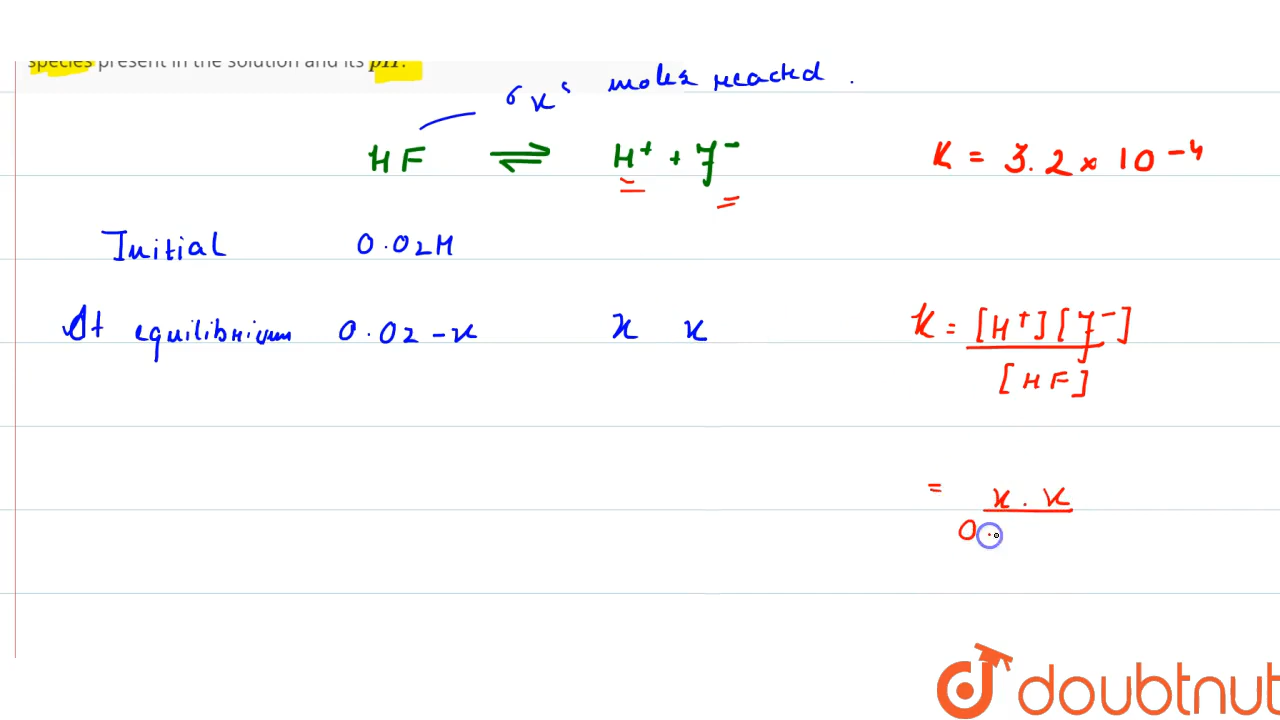 species present in the solution and its pH.
'x' moles reacted.
HF ⇌ H⁺ + F⁻
K = 3.2 × 10⁻⁴
Initial 0.02M
At equilibrium 0.02 - x x x
K = [H⁺][F⁻]
[HF]
= x . x
0.
doubtnut